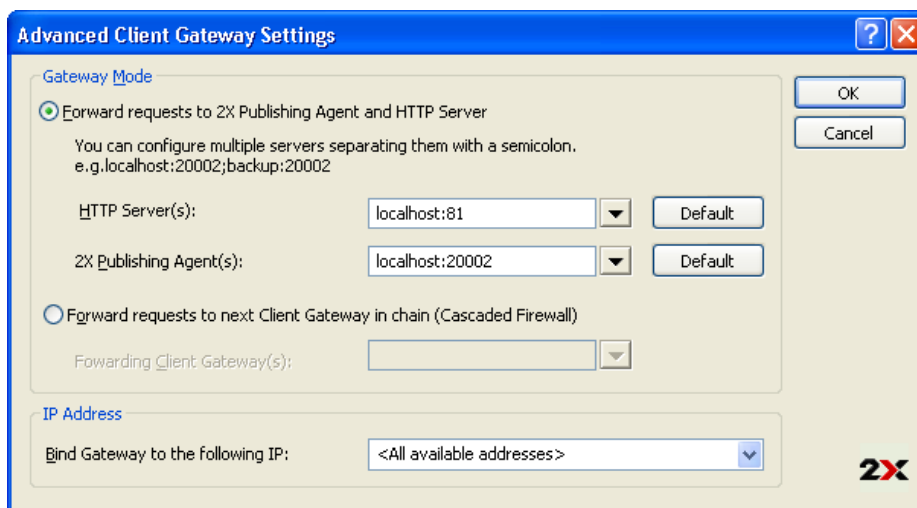 Advanced Client Gateway Settings
Gateway Mode
Forward requests to 2X Publishing Agent and HTTP Server
You can configure multiple servers separating them with a semicolon.
e.g.localhost:20002;backup:20002
HTTP Server(s):
localhost:81
Default
2X Publishing Agent(s):
localhost:20002
Default
Forward requests to next Client Gateway in chain (Cascaded Firewall)
Fowarding Client Gateway(s):
IP Address
Bind Gateway to the following IP:
<All available addresses>
OK
Cancel
2X